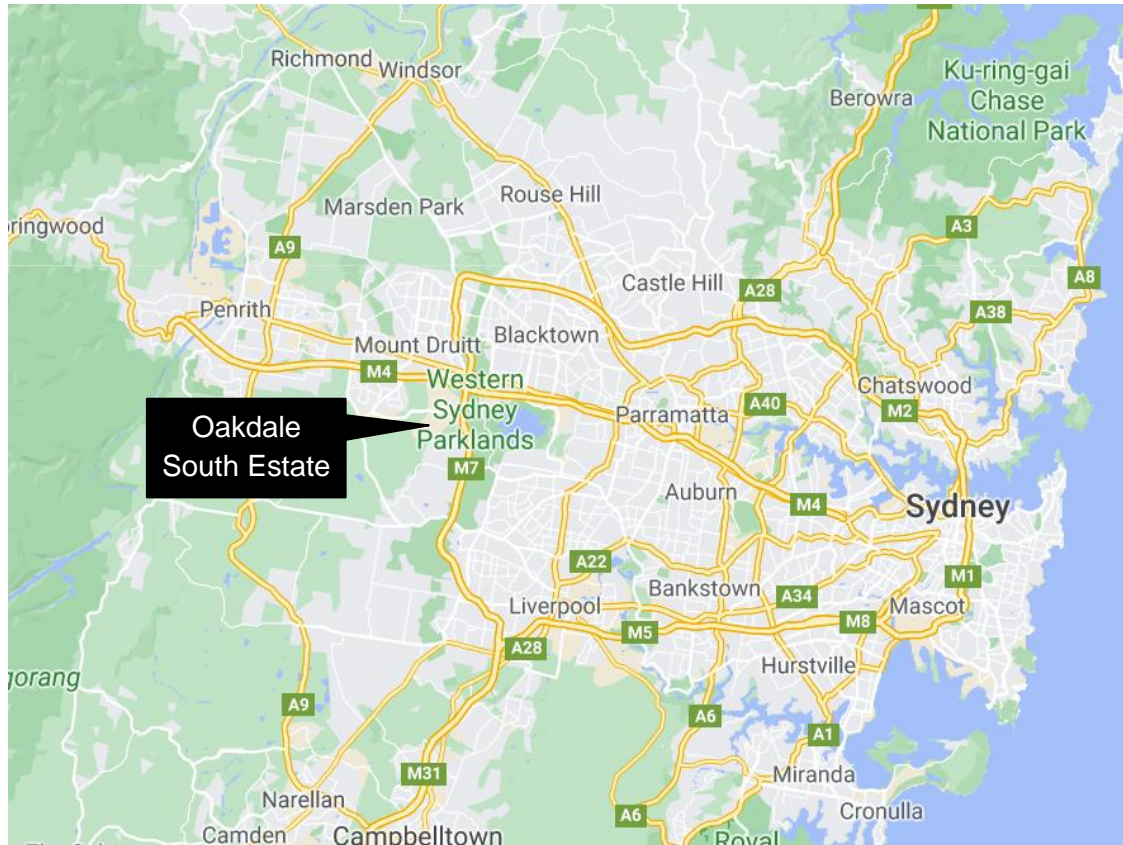 Richmond
Windsor
Ku-ring-gai
Chase
National Park
Berowra
Rouse Hill
Marsden Park
pringwood
A9
A3
Castle Hill
A28
A8
Penrith
A38
Blacktown
Mount Druitt
M4
Western
Sydney
Parklands
Chatswood
A40
M2
Parramatta
Oakdale
South Estate
M7
Auburn
M4
Sydney
A22
Bankstown
M1
A34
Liverpool
Mascot
M8
M5
A28
Hurstville
gorang
A9
A6
A1
M31
Miranda
Narellan
Cronulla
A6
Camden
Campbelltown
Royal